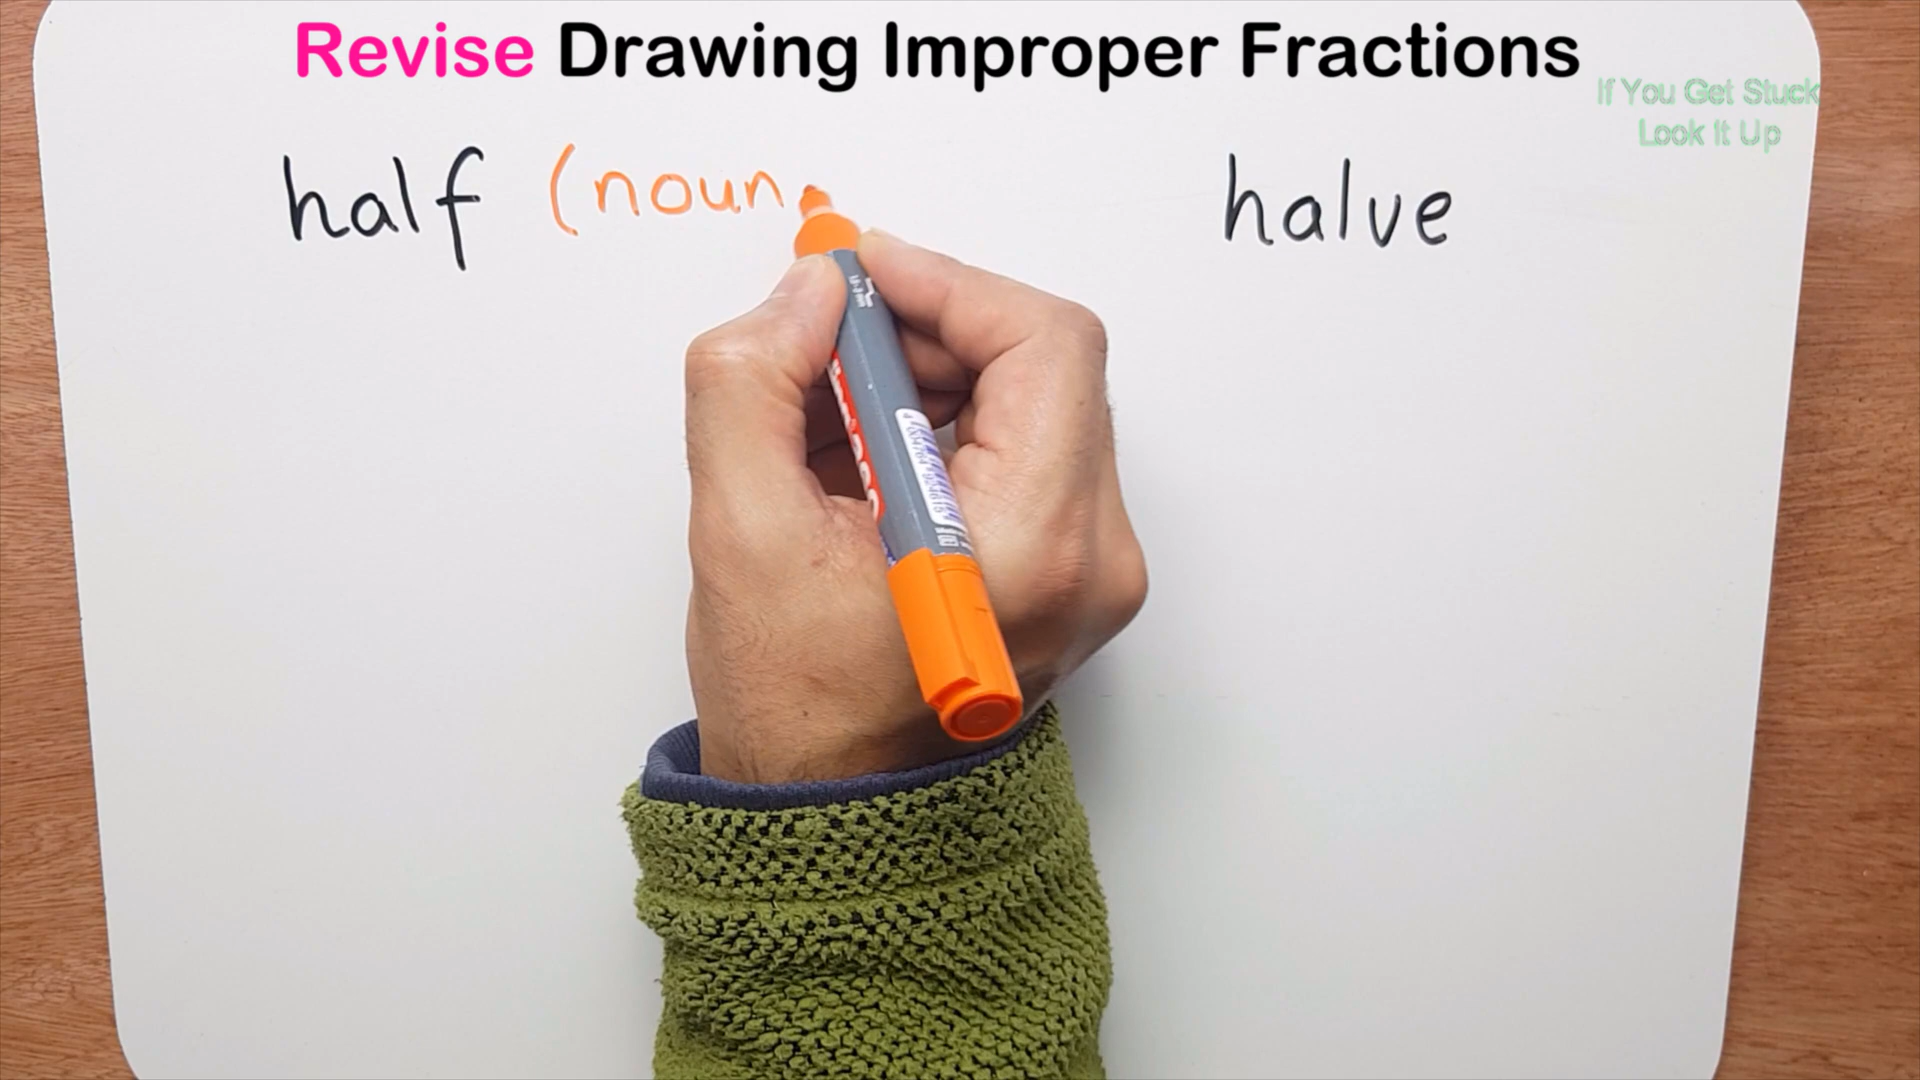 Revise Drawing Improper Fractions
If You Get Stuck
Look It Up
half (noun
halve